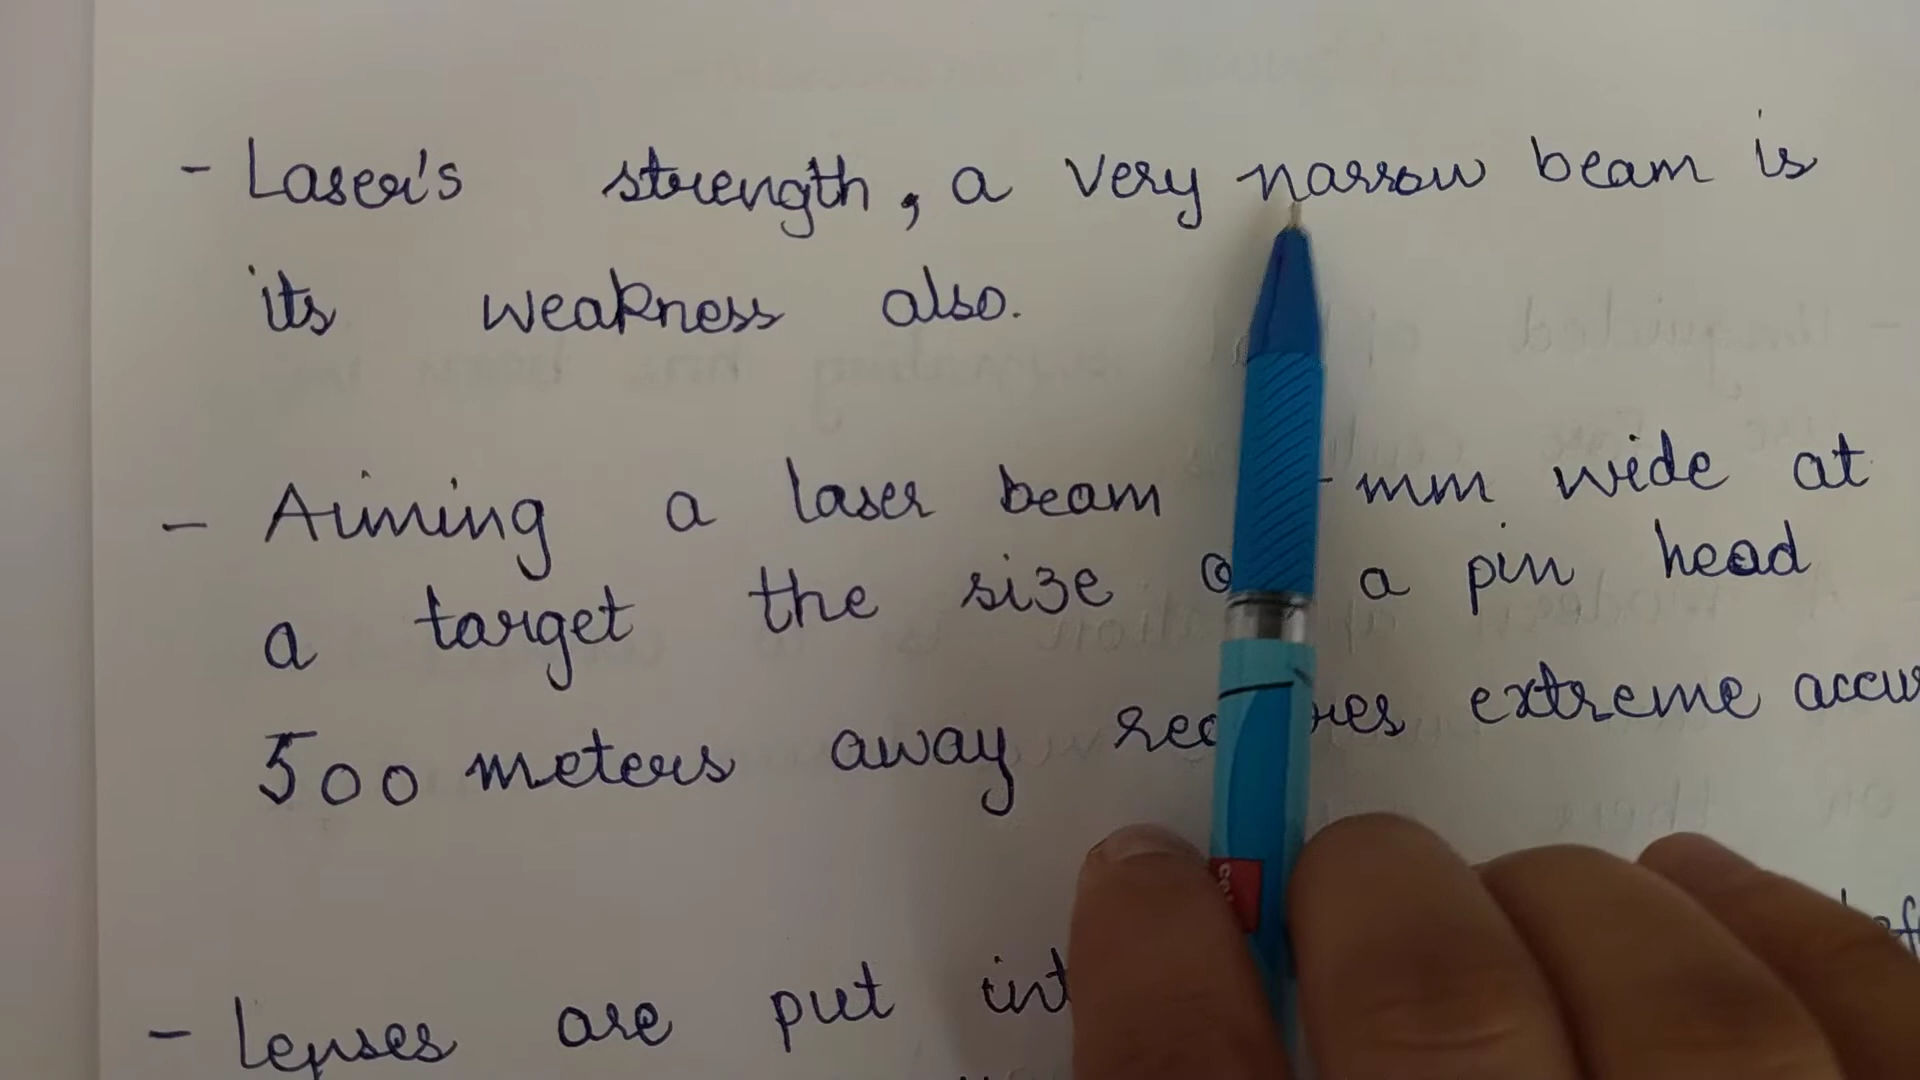 - Laser's strength, a very narrow beam is
its weakness also.
- Aiming a laser beam -mm wide at
a target the size a pin head
500 meters away extreme
- Lenses are put